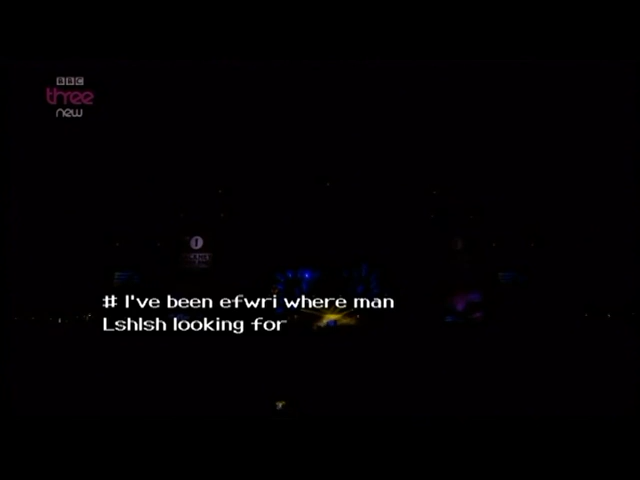 BBC
three
new
# I've been efwri where man
Lshlsh looking for